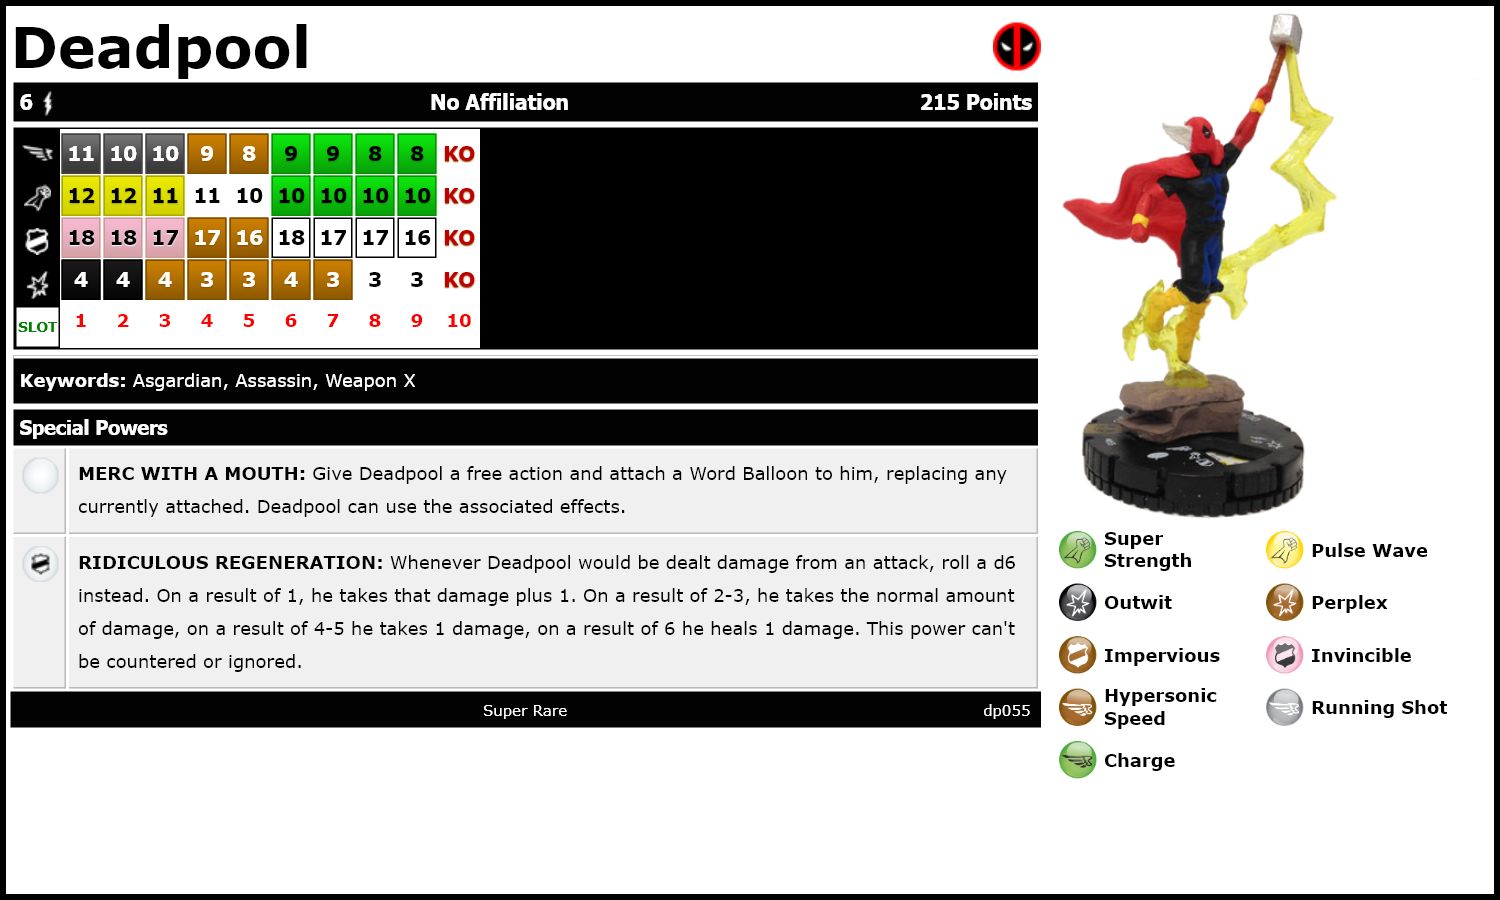 Deadpool
6 No Affiliation 215 Points
11 10 10 9 8 9 9 8 8 KO
12 12 11 11 10 10 10 10 10 KO
18 18 17 17 16 18 17 17 16 KO
4 4 4 3 3 4 3 3 3 KO
SLOT 1 2 3 4 5 6 7 8 9 10
Keywords: Asgardian, Assassin, Weapon X
Special Powers
MERC WITH A MOUTH: Give Deadpool a free action and attach a Word Balloon to him, replacing any
currently attached. Deadpool can use the associated effects.
RIDICULOUS REGENERATION: Whenever Deadpool would be dealt damage from an attack, roll a d6
instead. On a result of 1, he takes that damage plus 1. On a result of 2-3, he takes the normal amount
of damage, on a result of 4-5 he takes 1 damage, on a result of 6 he heals 1 damage. This power can't
be countered or ignored.
Super Rare dp055
Super
Strength
Pulse Wave
Outwit
Perplex
Impervious
Invincible
Hypersonic
Speed
Running Shot
Charge